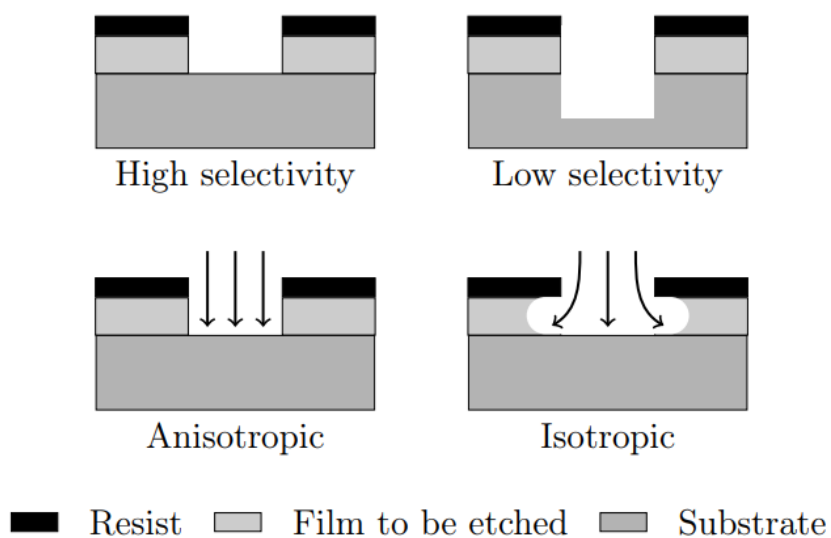 High selectivity
Low selectivity
Anisotropic
Isotropic
Resist
Film to be etched
Substrate